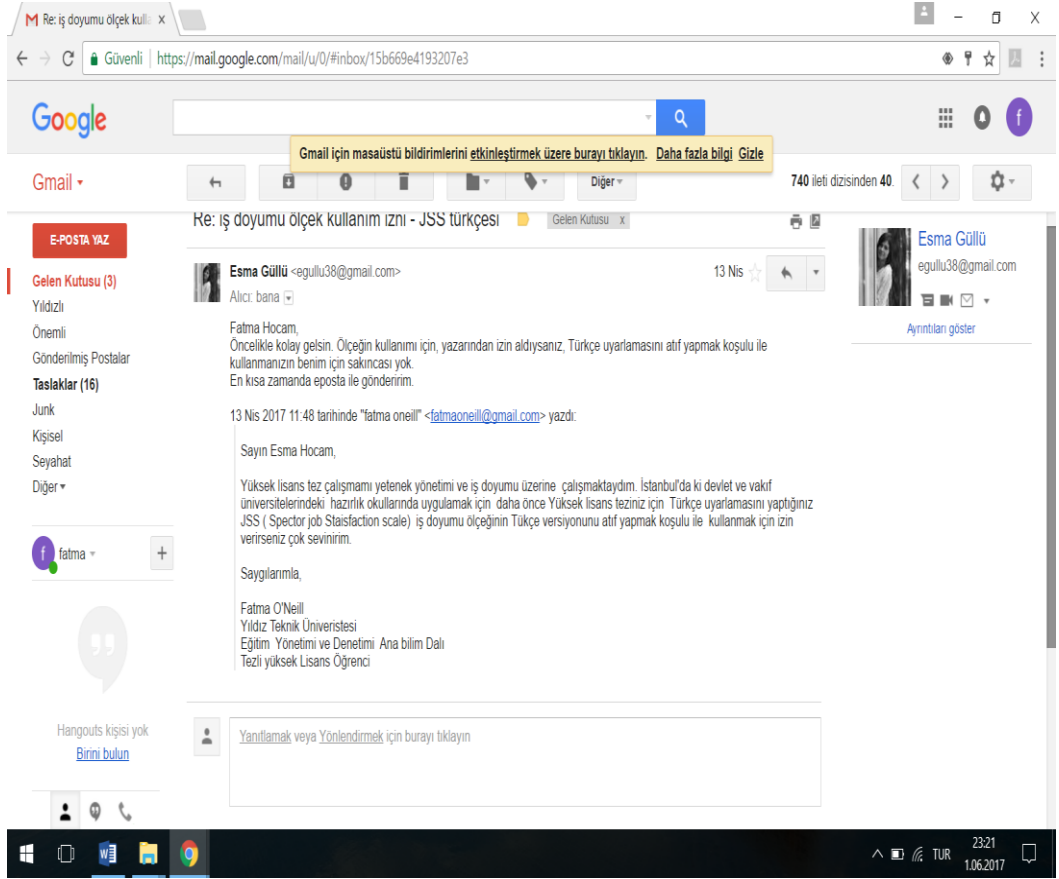 Re: iş doyumu ölçek kulla
Güvenli | https://mail.google.com/mail/u/0/#inbox/15b669e4193207e3
Google
f
Gmail için masaüstü bildirimlerini etkinleştirmek üzere burayı tıklayın. Daha fazla bilgi Gizle
Gmail
Diğer
740 ileti dizisinden 40.
Re: iş doyumu ölçek kullanım izni - JSS türkçesi
Gelen Kutusu x
E-POSTA YAZ
Gelen Kutusu (3)
Yıldızlı
Önemli
Gönderilmiş Postalar
Taslaklar (16)
Junk
Kişisel
Seyahat
Diğer
f fatma
Hangouts kişisi yok
Birini bulun
Esma Güllü <egullu38@gmail.com>
13 Nis
Alıcı: bana
Fatma Hocam,
Öncelikle kolay gelsin. Ölçeğin kullanımı için, yazarından izin aldıysanız, Türkçe uyarlamasını atıf yapmak koşulu ile
kullanmanızın benim için sakıncası yok.
En kısa zamanda eposta ile gönderirim.
13 Nis 2017 11:48 tarihinde "fatma oneill" <fatmaoneill@gmail.com> yazdı:
Sayın Esma Hocam,
Yüksek lisans tez çalışmamı yetenek yönetimi ve iş doyumu üzerine çalışmaktaydım. İstanbul'da ki devlet ve vakıf
üniversitelerindeki hazırlık okullarında uygulamak için daha önce Yüksek lisans teziniz için Türkçe uyarlamasını yaptığınız
JSS ( Spector job Staisfaction scale) iş doyumu ölçeğinin Tükçe versiyonunu atıf yapmak koşulu ile kullanmak için izin
verirseniz çok sevinirim.
Saygılarımla,
Fatma O'Neill
Yıldız Teknik Üniveristesi
Eğitim Yönetimi ve Denetimi Ana bilim Dalı
Tezli yüksek Lisans Öğrenci
Yanıtlamak veya Yönlendirmek için burayı tıklayın
Esma Güllü
egullu38@gmail.com
Ayrıntıları göster
TUR
23:21
1.06.2017